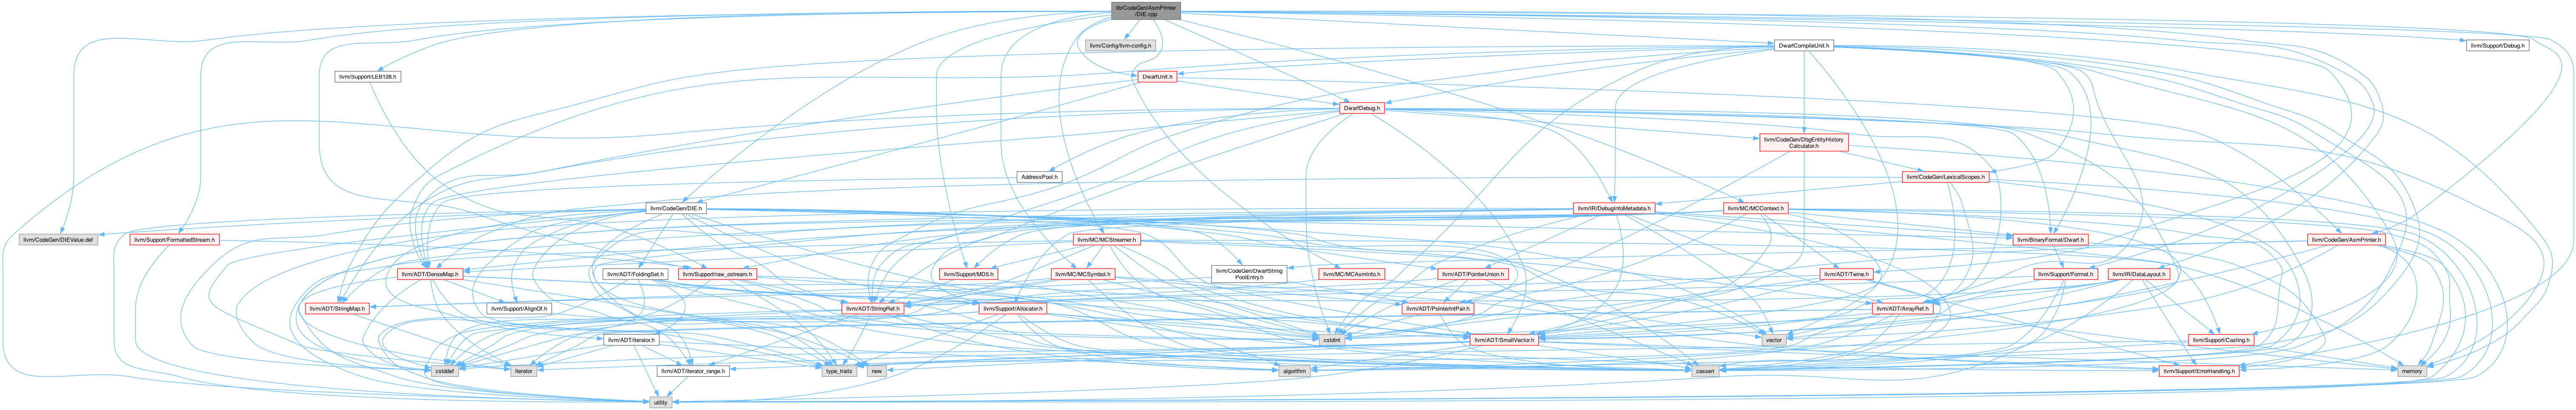 lib/CodeGen/AsmPrinter
/DIE.cpp
llvm/Config/llvm-config.h
DwarfCompileUnit.h
llvm/Support/Debug.h
llvm/Support/LEB128.h
DwarfUnit.h
DwarfDebug.h
llvm/CodeGen/DbgEntityHistory
Calculator.h
AddressPool.h
llvm/CodeGen/LexicalScopes.h
llvm/CodeGen/DIE.h
llvm/IR/DebugInfoMetadata.h
llvm/MC/MCContext.h
llvm/CodeGen/DIEValue.def
llvm/Support/FormattedStream.h
llvm/MC/MCStreamer.h
llvm/BinaryFormat/Dwarf.h
llvm/CodeGen/AsmPrinter.h
llvm/ADT/DenseMap.h
llvm/ADT/FoldingSet.h
llvm/Support/raw_ostream.h
llvm/Support/MD5.h
llvm/MC/MCSymbol.h
llvm/CodeGen/DwarfString
PoolEntry.h
llvm/MC/MCAsmInfo.h
llvm/ADT/PointerUnion.h
llvm/ADT/Twine.h
llvm/Support/Format.h
llvm/IR/DataLayout.h
llvm/ADT/StringMap.h
llvm/Support/AlignOf.h
llvm/ADT/StringRef.h
llvm/Support/Allocator.h
llvm/ADT/PointerIntPair.h
llvm/ADT/ArrayRef.h
llvm/ADT/iterator.h
cstdint
llvm/ADT/SmallVector.h
vector
llvm/Support/Casting.h
cstddef
iterator
llvm/ADT/iterator_range.h
type_traits
new
algorithm
cassert
llvm/Support/ErrorHandling.h
memory
utility